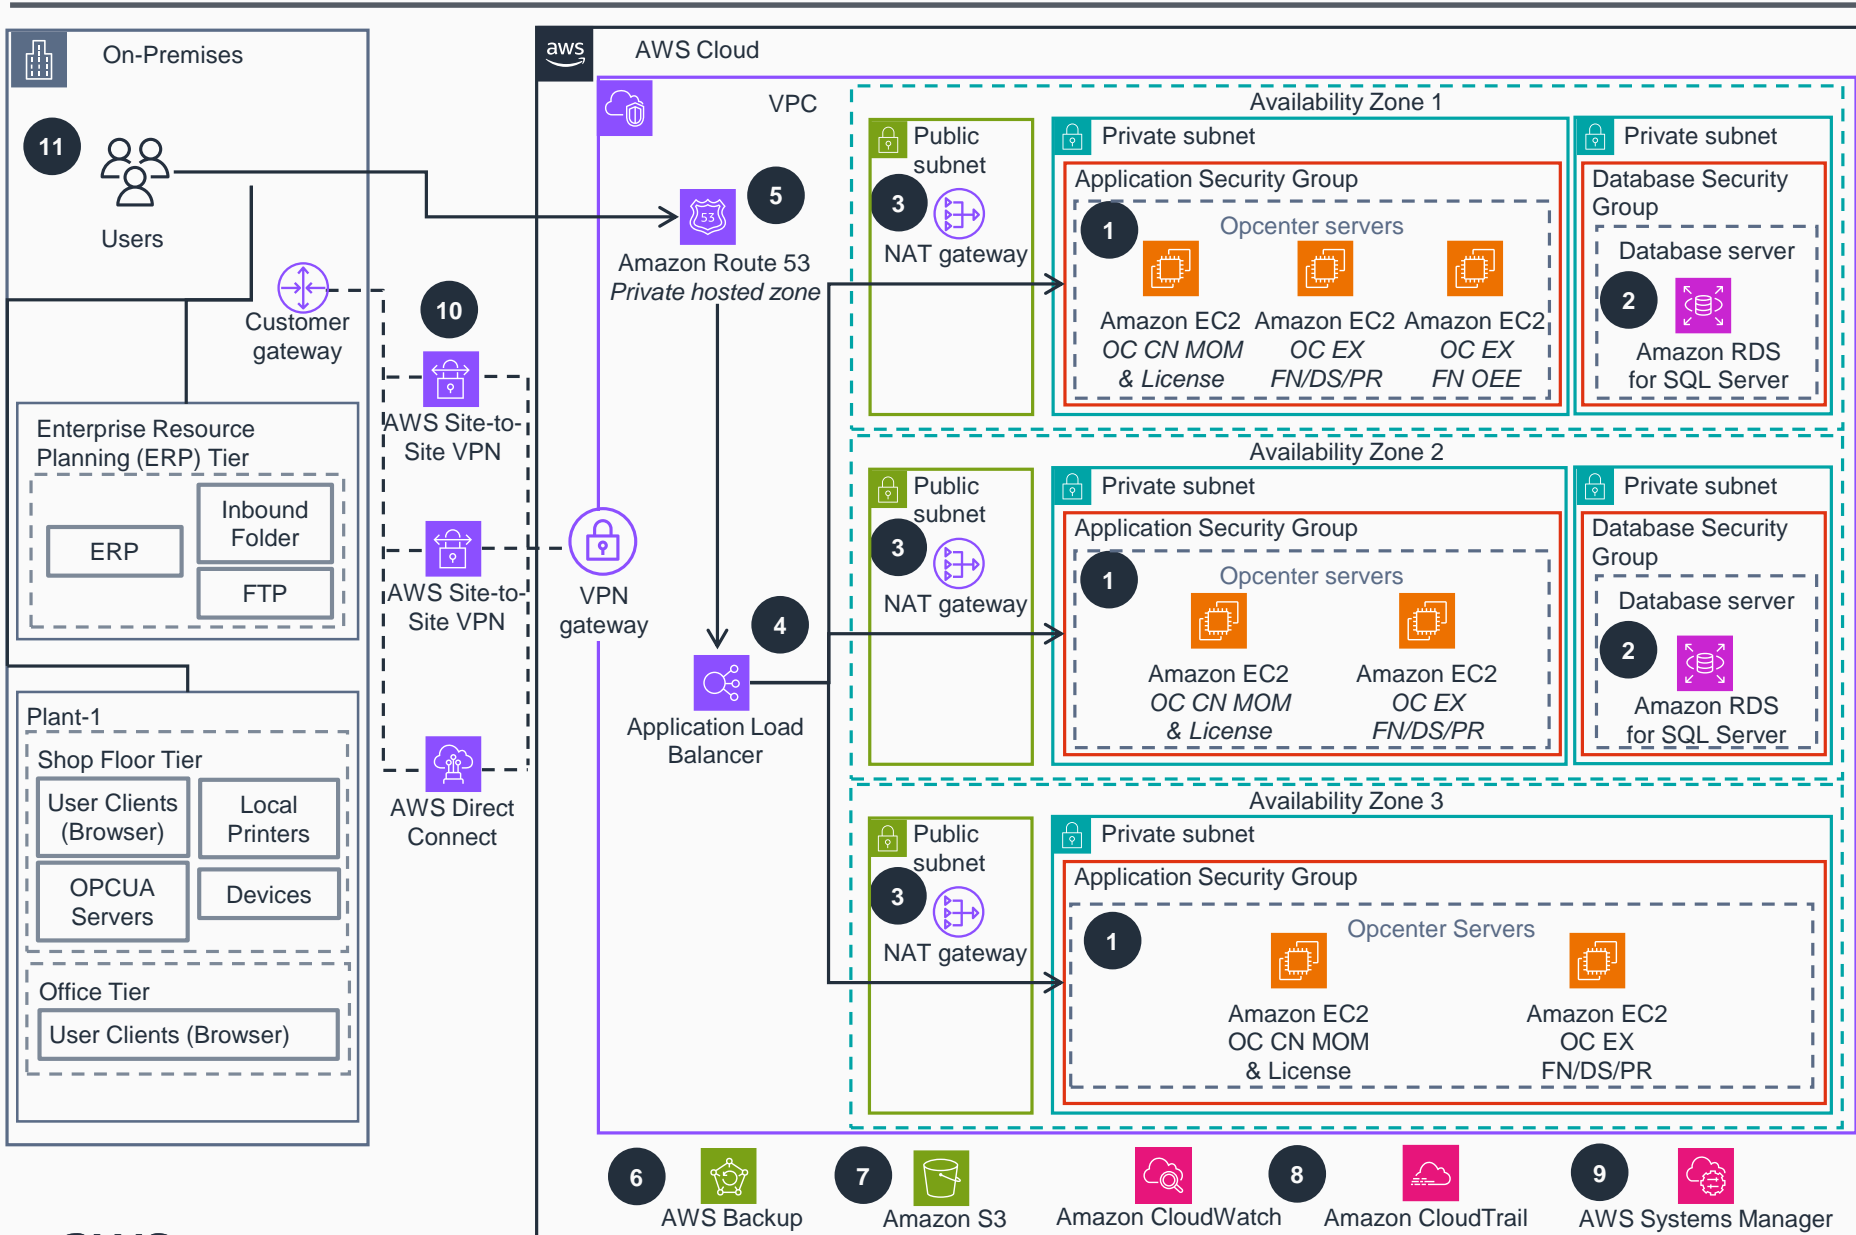 On-Premises
11
Users
Customer
gateway
10
AWS Site-to-
Site VPN
AWS Site-to-
Site VPN
AWS Direct
Connect
Enterprise Resource
Planning (ERP) Tier
ERP
Inbound
Folder
FTP
Plant-1
Shop Floor Tier
User Clients
(Browser)
Local
Printers
OPCUA
Servers
Devices
Office Tier
User Clients (Browser)
aws
AWS Cloud
VPC
5
53
Amazon Route 53
Private hosted zone
VPN
gateway
4
Application Load
Balancer
Availability Zone 1
Public
subnet
3
NAT gateway
Private subnet
Application Security Group
1
Opcenter servers
Amazon EC2
OC CN MOM
& License
Amazon EC2
OC EX
FN/DS/PR
Amazon EC2
OC EX
FN OEE
Private subnet
Database Security
Group
Database server
2
Amazon RDS
for SQL Server
Availability Zone 2
Public
subnet
3
NAT gateway
Private subnet
Application Security Group
1
Opcenter servers
Amazon EC2
OC CN MOM
& License
Amazon EC2
OC EX
FN/DS/PR
Private subnet
Database Security
Group
Database server
2
Amazon RDS
for SQL Server
Availability Zone 3
Public
subnet
3
NAT gateway
Private subnet
Application Security Group
1
Opcenter Servers
Amazon EC2
OC CN MOM
& License
Amazon EC2
OC EX
FN/DS/PR
6
AWS Backup
7
Amazon S3
Amazon CloudWatch
8
Amazon CloudTrail
9
AWS Systems Manager